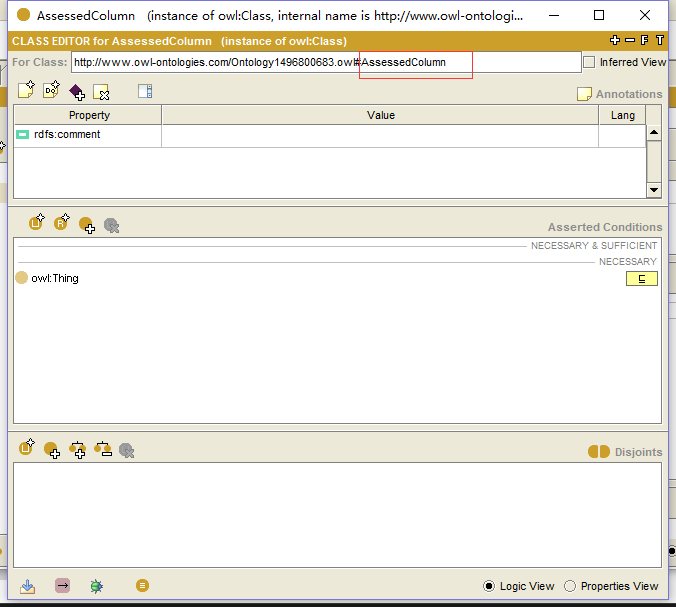 AssessedColumn (instance of owl:Class, internal name is http://www.owl-ontologi...
CLASS EDITOR for AssessedColumn (instance of owl:Class)
For Class: http://www.owl-ontologies.com/Ontology1496800683.owl#AssessedColumn Inferred View
Annotations
Property Value Lang
rdfs:comment
Asserted Conditions
NECESSARY & SUFFICIENT
NECESSARY
owl:Thing
Disjoints
Logic View Properties View